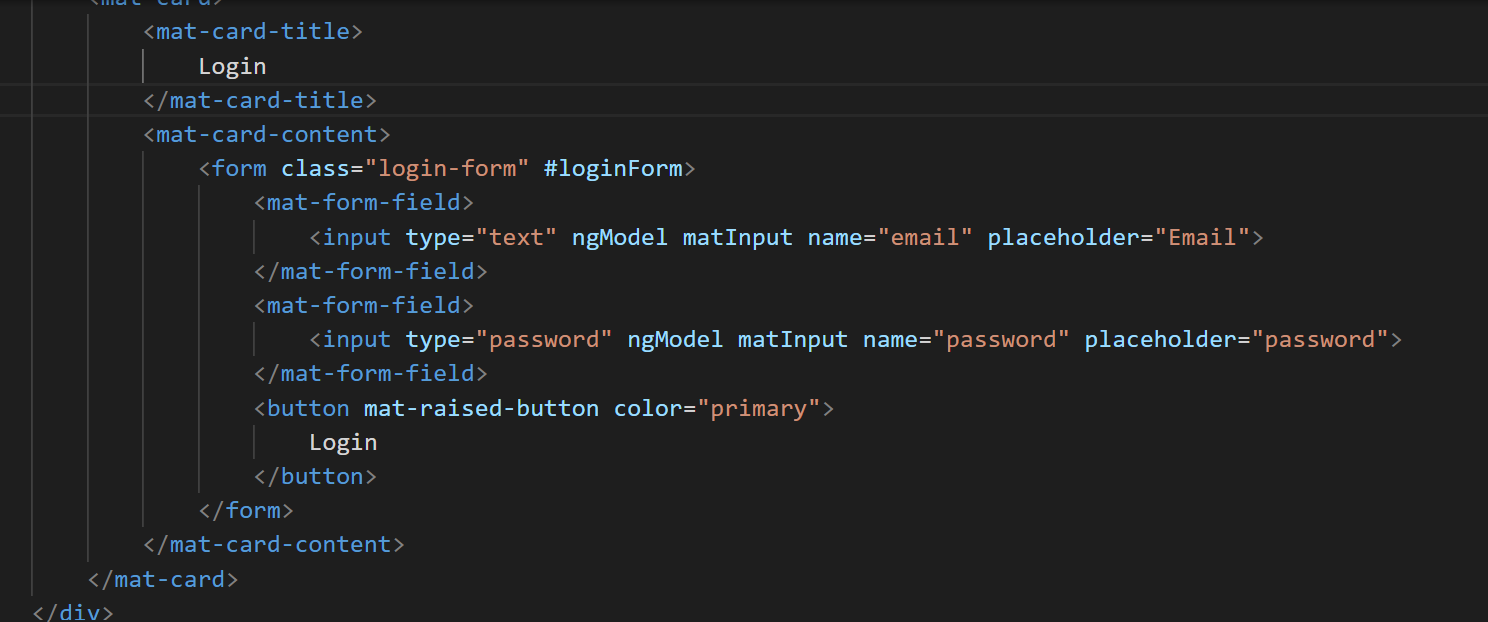 <mat-card>
<mat-card-title>
Login
</mat-card-title>
<mat-card-content>
<form class="login-form" #loginForm>
<mat-form-field>
<input type="text" ngModel matInput name="email" placeholder="Email">
</mat-form-field>
<mat-form-field>
<input type="password" ngModel matInput name="password" placeholder="password">
</mat-form-field>
<button mat-raised-button color="primary">
Login
</button>
</form>
</mat-card-content>
</mat-card>
</div>